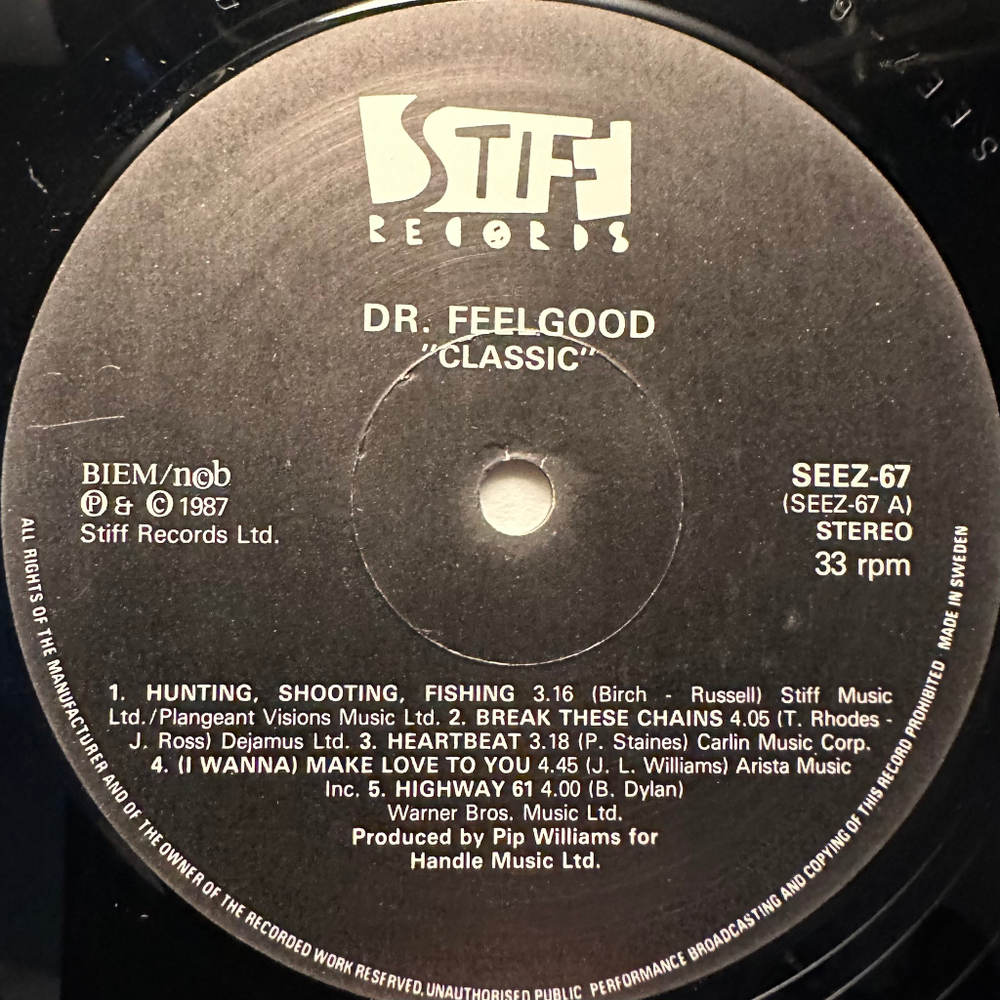 STIFF
RECORDS
DR. FEELGOOD
"CLASSIC"
BIEM/n©b
℗ & © 1987
Stiff Records Ltd.
SEEZ-67
(SEEZ-67 A)
STEREO
33 rpm
1. HUNTING, SHOOTING, FISHING 3.16 (Birch - Russell) Stiff Music
Ltd./Plangeant Visions Music Ltd. 2. BREAK THESE CHAINS 4.05 (T. Rhodes -
J. Ross) Dejamus Ltd. 3. HEARTBEAT 3.18 (P. Staines) Carlin Music Corp.
4. (I WANNA) MAKE LOVE TO YOU 4.45 (J. L. Williams) Arista Music
Inc. 5. HIGHWAY 61 4.00 (B. Dylan)
Warner Bros. Music Ltd.
Produced by Pip Williams for
Handle Music Ltd.
ALL RIGHTS OF THE MANUFACTURER AND OF THE OWNER OF THE RECORDED WORK RESERVED. UNAUTHORISED PUBLIC PERFORMANCE BROADCASTING AND COPYING OF THIS RECORD PROHIBITED MADE IN SWEDEN